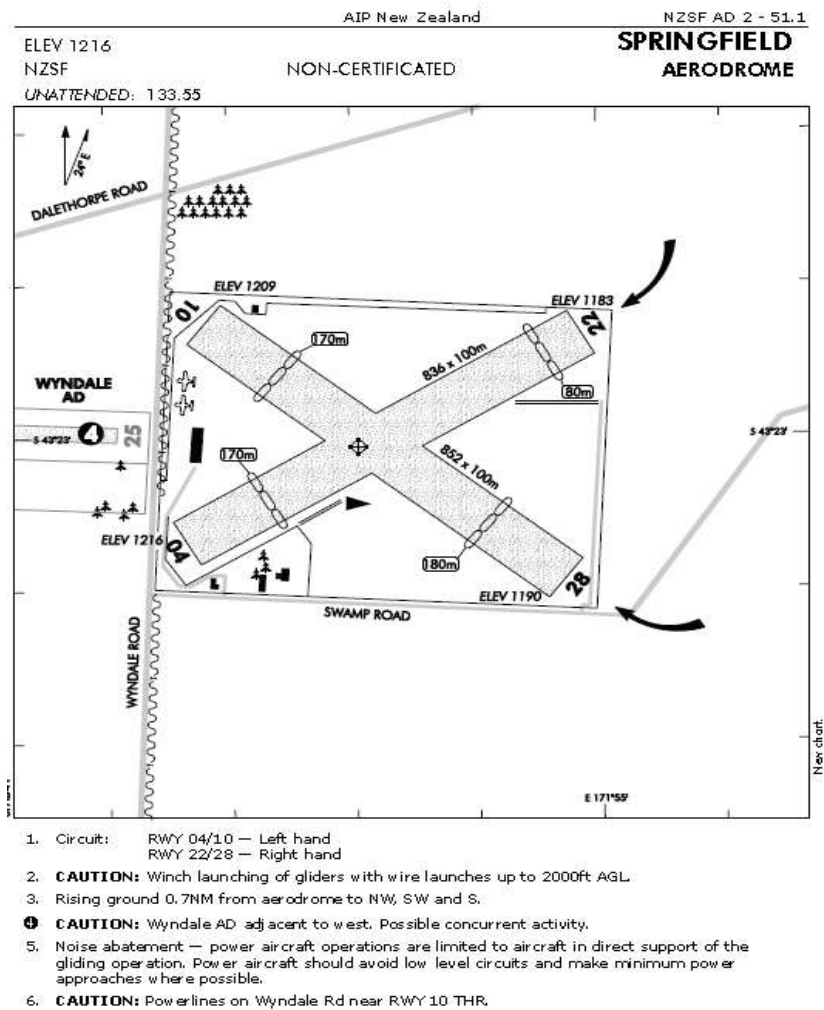 AIP New Zealand
NZSF AD 2 - 51.1
ELEV 1216
SPRINGFIELD
NZSF
NON-CERTIFICATED
AERODROME
UNATTENDED: 133.55
24° E
DALETHORPE ROAD
ELEV 1209
ELEV 1183
10
22
170m
836 x 100m
80m
WYNDALE
AD
S 43°23'
4
25
S 43°23'
170m
852 x 100m
ELEV 1216
04
180m
ELEV 1190
28
SWAMP ROAD
WYNDALE ROAD
New chart.
E 171°55'
1. Circuit: RWY 04/10 — Left hand
RWY 22/28 — Right hand
2. CAUTION: Winch launching of gliders with wire launches up to 2000ft AGL.
3. Rising ground 0.7NM from aerodrome to NW, SW and S.
4 CAUTION: Wyndale AD adjacent to west. Possible concurrent activity.
5. Noise abatement — power aircraft operations are limited to aircraft in direct support of the
gliding operation. Power aircraft should avoid low level circuits and make minimum power
approaches where possible.
6. CAUTION: Powerlines on Wyndale Rd near RWY 10 THR.